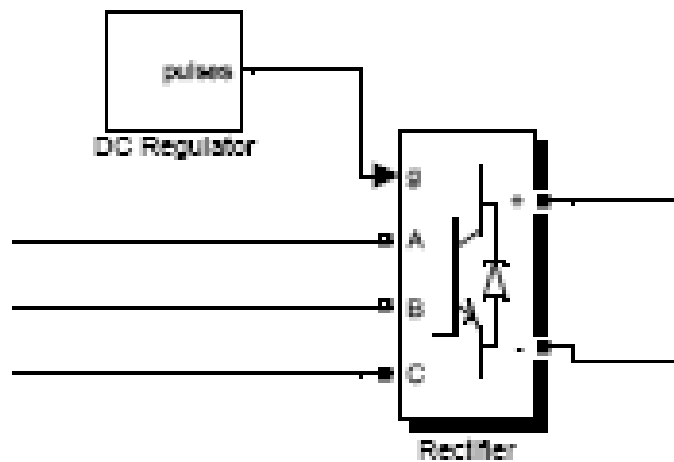 pulses
DC Regulator
g
A
B
C
+
-
Rectifier